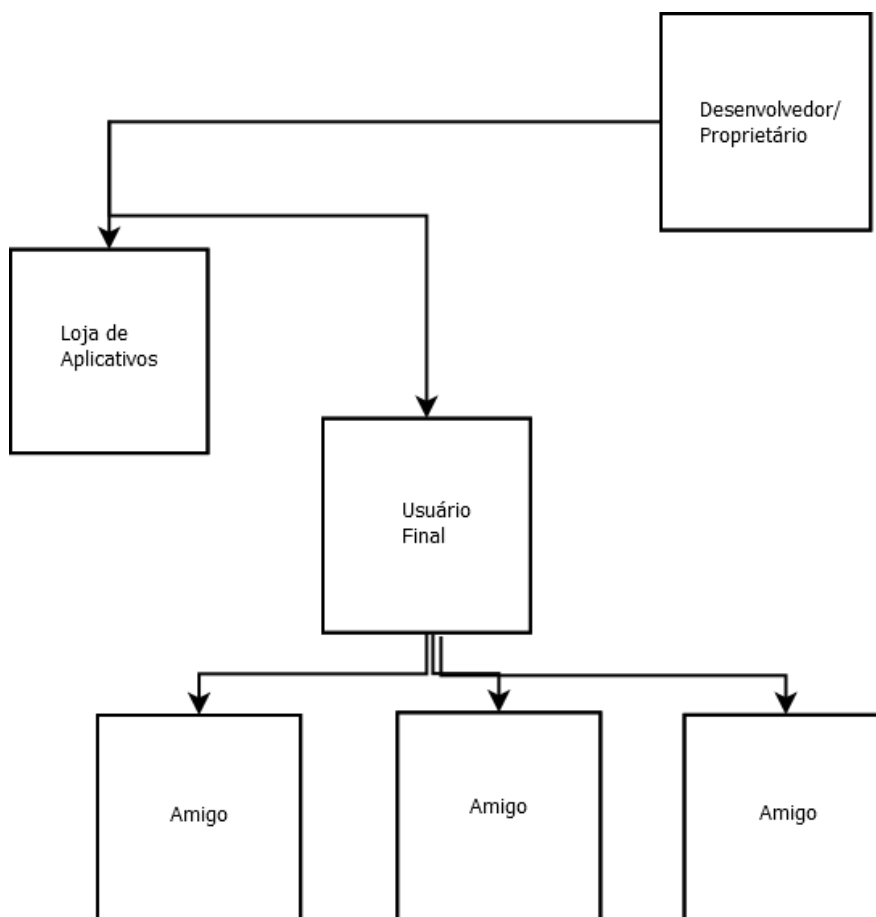 Desenvolvedor/
Proprietário
Loja de
Aplicativos
Usuário
Final
Amigo
Amigo
Amigo